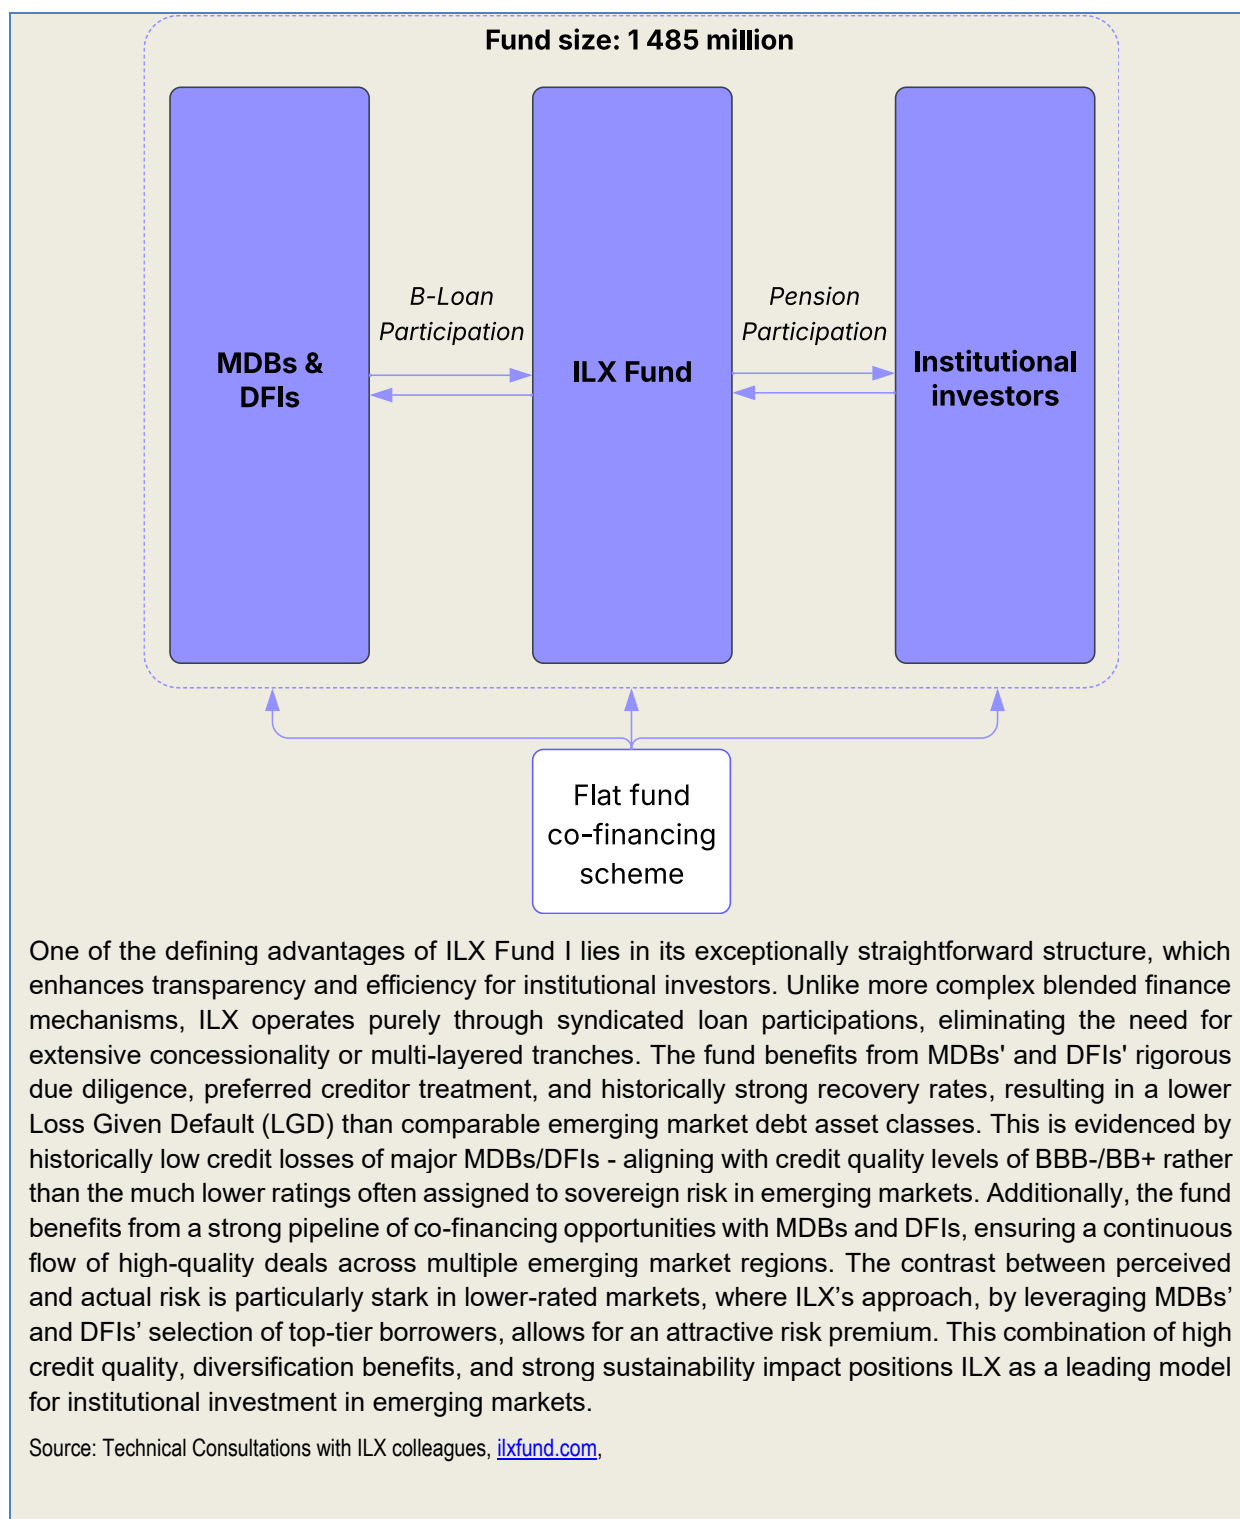 Fund size: 1 485 million
B-Loan
Participation
Pension
Participation
MDBs &
DFIs
ILX Fund
Institutional
investors
Flat fund
co-financing
scheme
One of the defining advantages of ILX Fund I lies in its exceptionally straightforward structure, which
enhances transparency and efficiency for institutional investors. Unlike more complex blended finance
mechanisms, ILX operates purely through syndicated loan participations, eliminating the need for
extensive concessionality or multi-layered tranches. The fund benefits from MDBs' and DFIs' rigorous
due diligence, preferred creditor treatment, and historically strong recovery rates, resulting in a lower
Loss Given Default (LGD) than comparable emerging market debt asset classes. This is evidenced by
historically low credit losses of major MDBs/DFIs - aligning with credit quality levels of BBB-/BB+ rather
than the much lower ratings often assigned to sovereign risk in emerging markets. Additionally, the fund
benefits from a strong pipeline of co-financing opportunities with MDBs and DFIs, ensuring a continuous
flow of high-quality deals across multiple emerging market regions. The contrast between perceived
and actual risk is particularly stark in lower-rated markets, where ILX’s approach, by leveraging MDBs’
and DFIs’ selection of top-tier borrowers, allows for an attractive risk premium. This combination of high
credit quality, diversification benefits, and strong sustainability impact positions ILX as a leading model
for institutional investment in emerging markets.
Source: Technical Consultations with ILX colleagues, ilxfund.com,